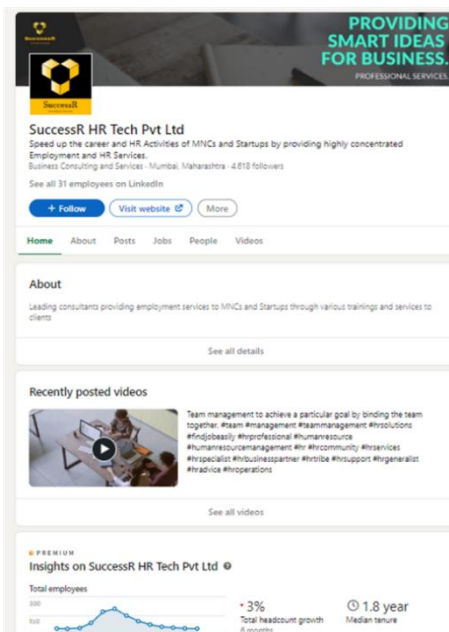 SuccessR
PROVIDING
SMART IDEAS
FOR BUSINESS.
PROFESSIONAL SERVICES.
SuccessR
SuccessR HR Tech Pvt Ltd
Speed up the career and HR Activities of MNCs and Startups by providing highly concentrated
Employment and HR Services.
Business Consulting and Services · Mumbai, Maharashtra · 4,618 followers
See all 31 employees on LinkedIn
+ Follow
Visit website
More
Home About Posts Jobs People Videos
About
Leading consultants providing employment services to MNCs and Startups through various trainings and services to
clients
See all details
Recently posted videos
Team management to achieve a particular goal by binding the team
together. #team #management #teammanagement #hrsolutions
#findjobeasily #hrprofessional #humanresource
#humanresourcemanagement #hr #hrcommunity #hrservices
#hrspecialist #hrbusinesspartner #hrtribe #hrsupport #hrgeneralist
#hradvice #hroperations
See all videos
PREMIUM
Insights on SuccessR HR Tech Pvt Ltd
Total employees
300
150
3%
Total headcount growth
6 months
1.8 year
Median tenure